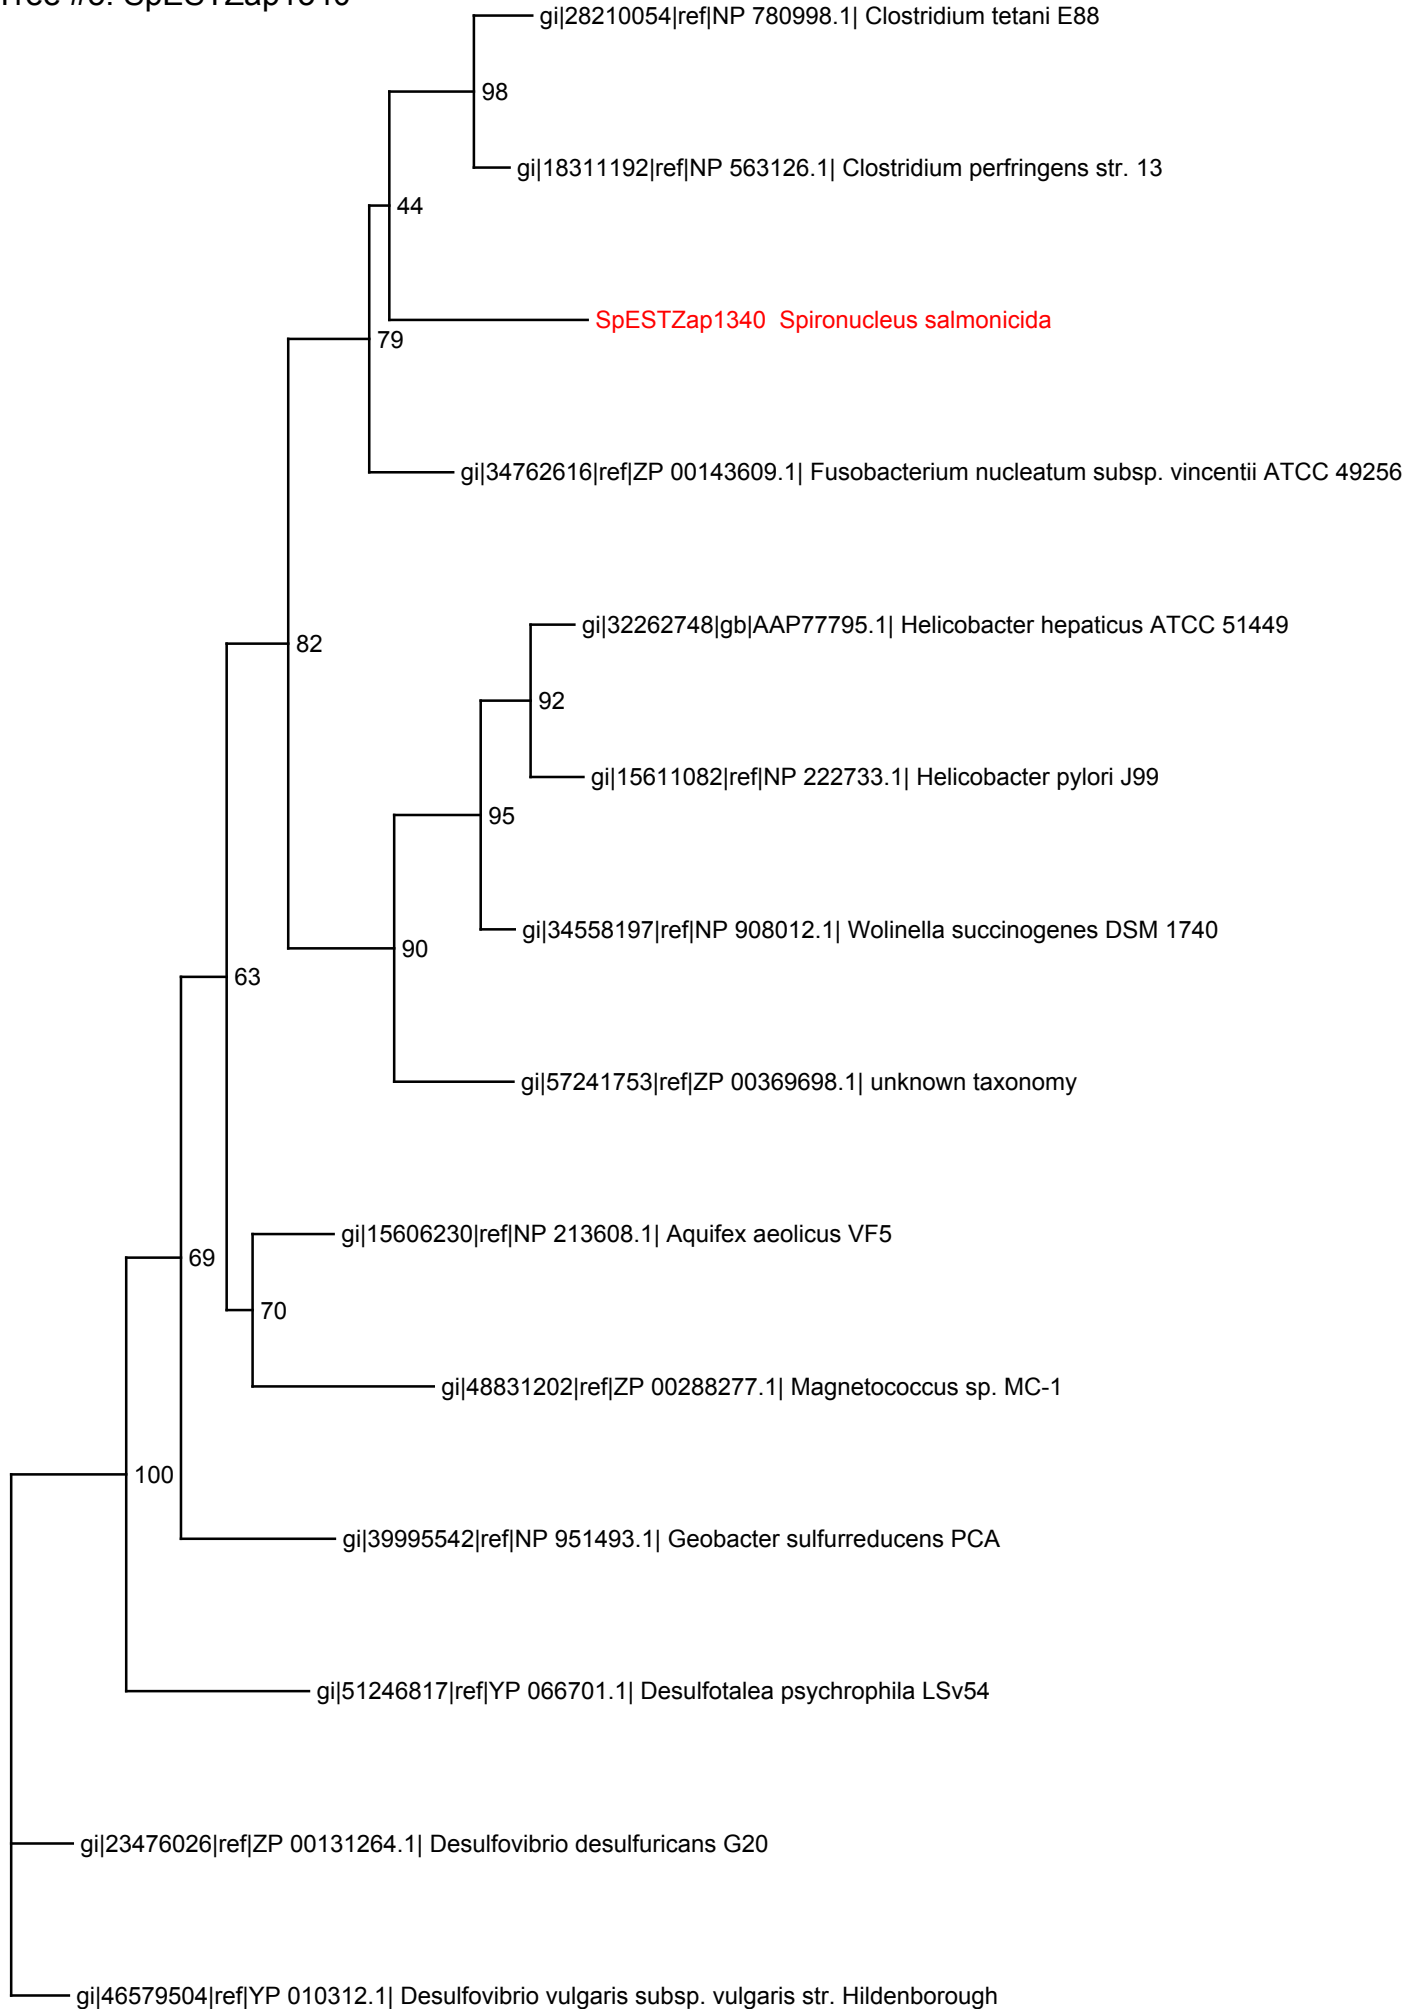 SpESTZap1340
gi|28210054|ref|NP 780998.1| Clostridium tetani E88
98
gi|18311192|ref|NP 563126.1| Clostridium perfringens str. 13
44
SpESTZap1340 Spironucleus salmonicida
79
gi|34762616|ref|ZP 00143609.1| Fusobacterium nucleatum subsp. vincentii ATCC 49256
gi|32262748|gb|AAP77795.1| Helicobacter hepaticus ATCC 51449
82
92
gi|15611082|ref|NP 222733.1| Helicobacter pylori J99
95
gi|34558197|ref|NP 908012.1| Wolinella succinogenes DSM 1740
90
63
gi|57241753|ref|ZP 00369698.1| unknown taxonomy
gi|15606230|ref|NP 213608.1| Aquifex aeolicus VF5
69
70
gi|48831202|ref|ZP 00288277.1| Magnetococcus sp. MC-1
100
gi|39995542|ref|NP 951493.1| Geobacter sulfurreducens PCA
gi|51246817|ref|YP 066701.1| Desulfotalea psychrophila LSv54
gi|23476026|ref|ZP 00131264.1| Desulfovibrio desulfuricans G20
gi|46579504|ref|YP 010312.1| Desulfovibrio vulgaris subsp. vulgaris str. Hildenborough